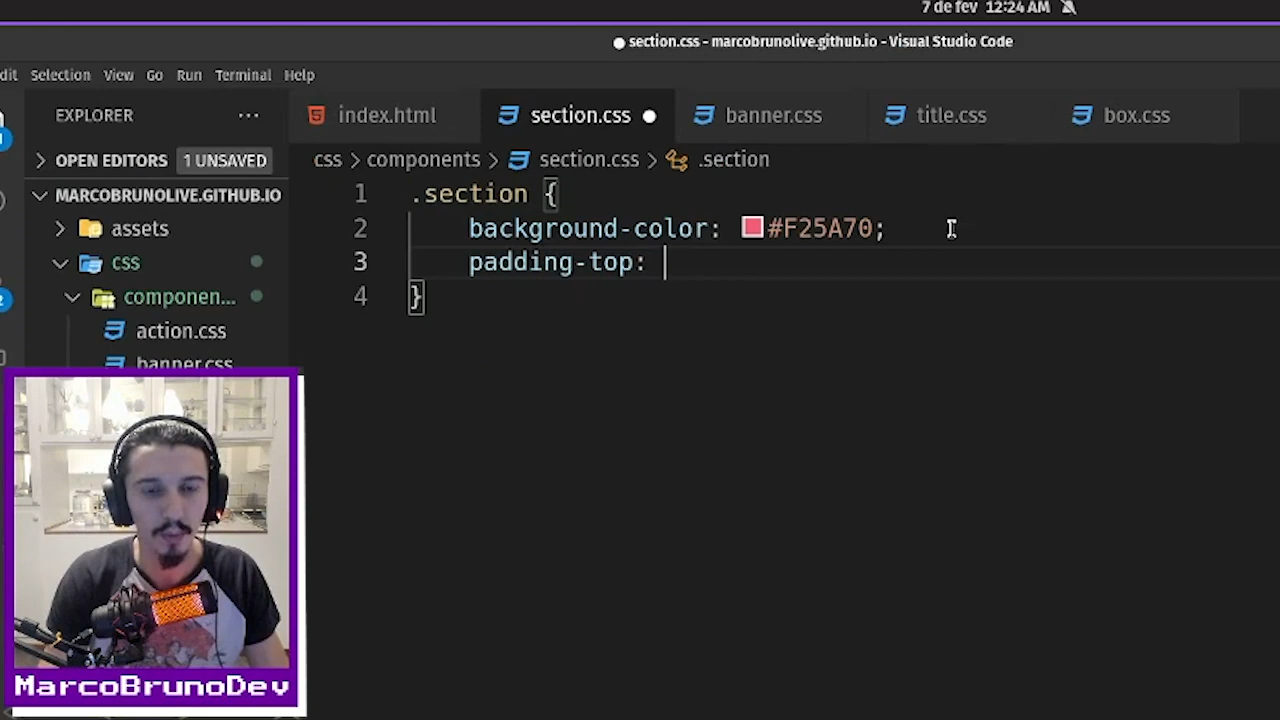 7 de fev 12:24 AM
section.css - marcobrunolive.github.io - Visual Studio Code
dit Selection View Go Run Terminal Help
EXPLORER ...
index.html section.css banner.css title.css box.css
OPEN EDITORS 1 UNSAVED
css > components > section.css > .section
MARCOBRUNOLIVE.GITHUB.IO
1 .section {
assets
2 background-color: #F25A70;
css
3 padding-top:
componen...
4 }
action.css
banner.css
MarcoBrunoDev